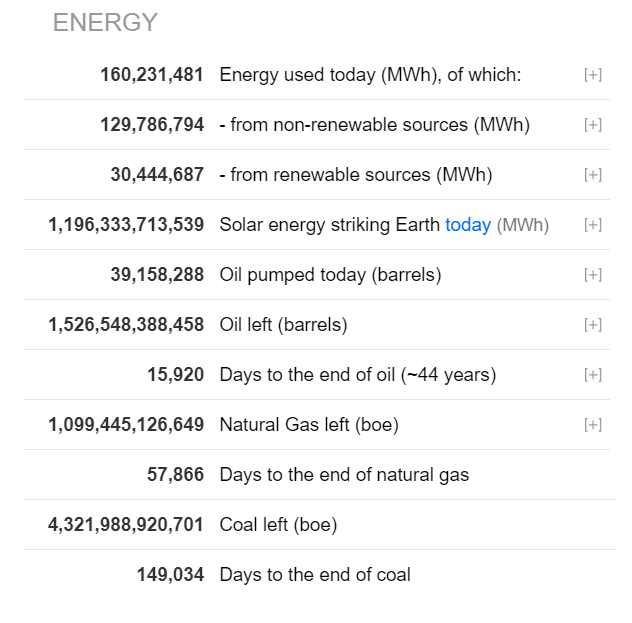 ENERGY
160,231,481 Energy used today (MWh), of which: [+]
129,786,794 - from non-renewable sources (MWh) [+]
30,444,687 - from renewable sources (MWh) [+]
1,196,333,713,539 Solar energy striking Earth today (MWh) [+]
39,158,288 Oil pumped today (barrels) [+]
1,526,548,388,458 Oil left (barrels) [+]
15,920 Days to the end of oil (~44 years) [+]
1,099,445,126,649 Natural Gas left (boe) [+]
57,866 Days to the end of natural gas
4,321,988,920,701 Coal left (boe)
149,034 Days to the end of coal